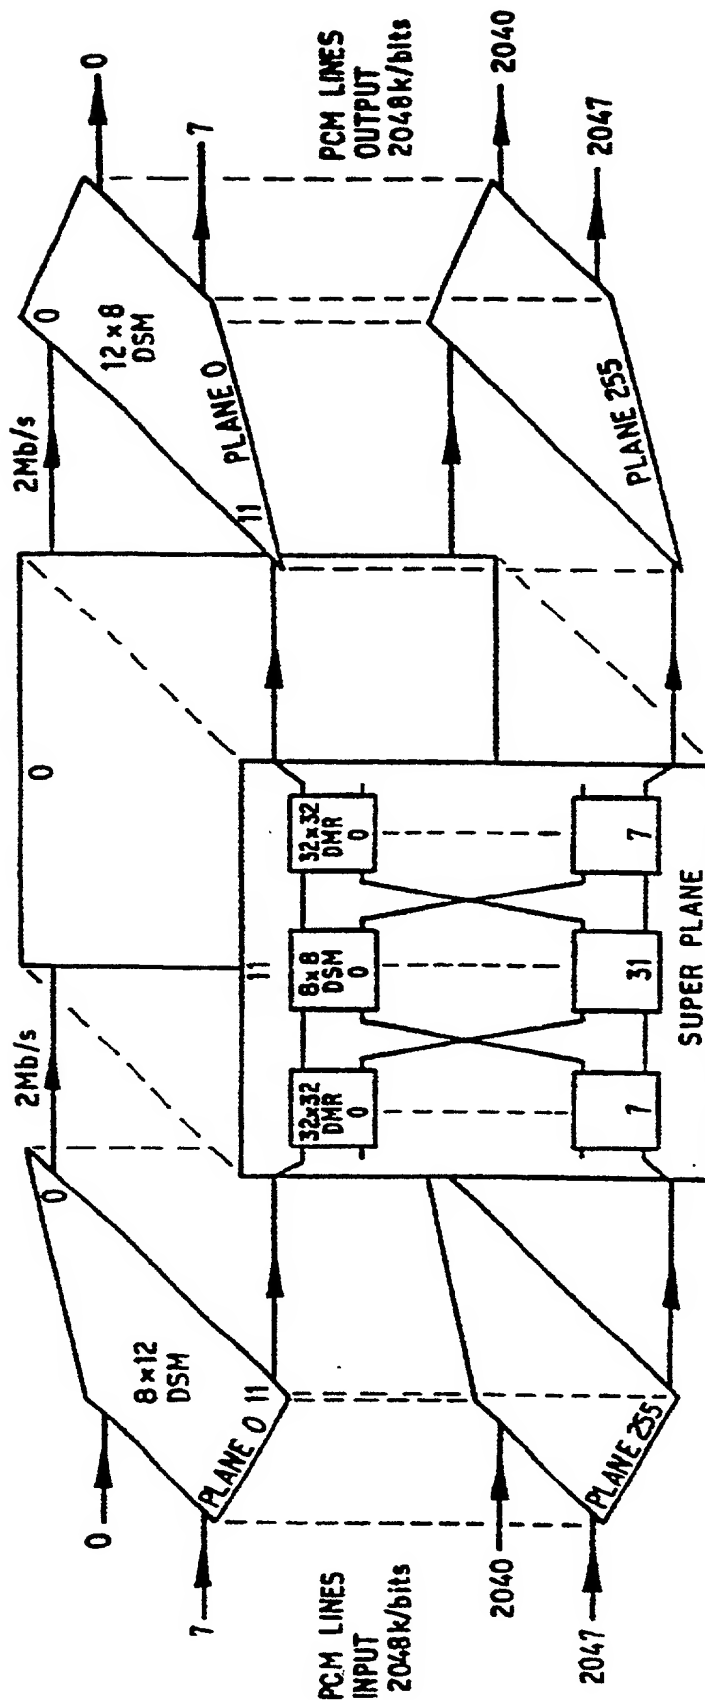 0
7
PCM LINES
INPUT
2048k/bits
2040
2047
8×12
DSM
0
11
PLANE 0
PLANE 255
2Mb/s
0
11
32×32
DMR
0
8×8
DSM
0
32×32
DMR
0
7
31
7
SUPER PLANE
2Mb/s
0
12×8
DSM
11
PLANE 0
PLANE 255
0
7
PCM LINES
OUTPUT
2048k/bits
2040
2047